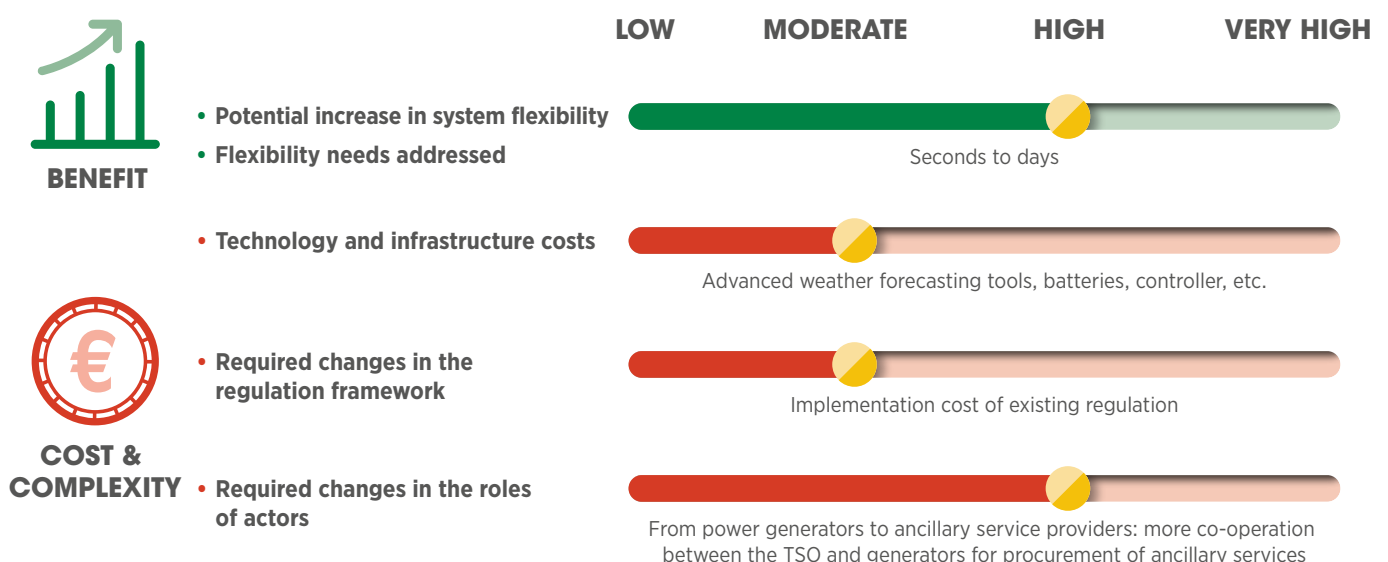 LOW MODERATE HIGH VERY HIGH
BENEFIT
• Potential increase in system flexibility
• Flexibility needs addressed
Seconds to days
• Technology and infrastructure costs
Advanced weather forecasting tools, batteries, controller, etc.
€
COST &
COMPLEXITY
• Required changes in the
regulation framework
Implementation cost of existing regulation
• Required changes in the roles
of actors
From power generators to ancillary service providers: more co-operation
between the TSO and generators for procurement of ancillary services